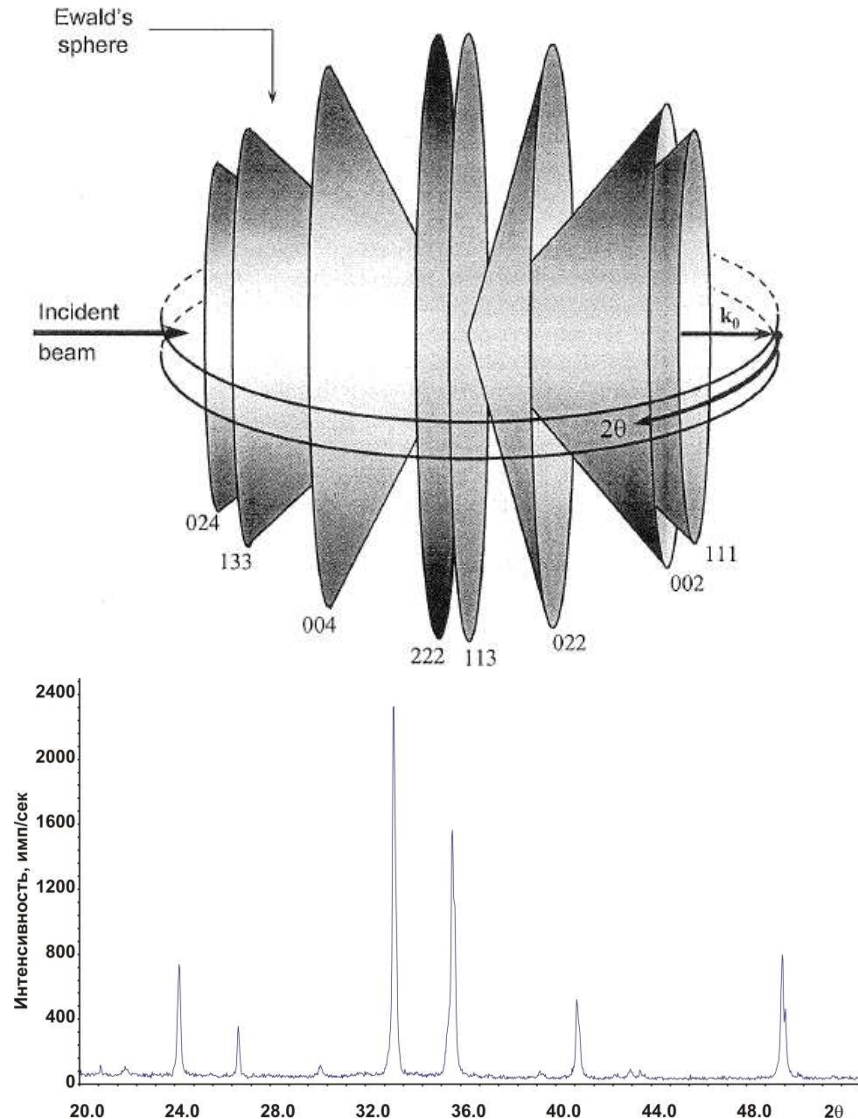 Ewald's
sphere
Incident
beam
k₀
2θ
024
133
004
222
113
022
002
111
Интенсивность, имп/сек
2400
2000
1600
1200
800
400
0
20.0 24.0 28.0 32.0 36.0 40.0 44.0 48.0 2θ